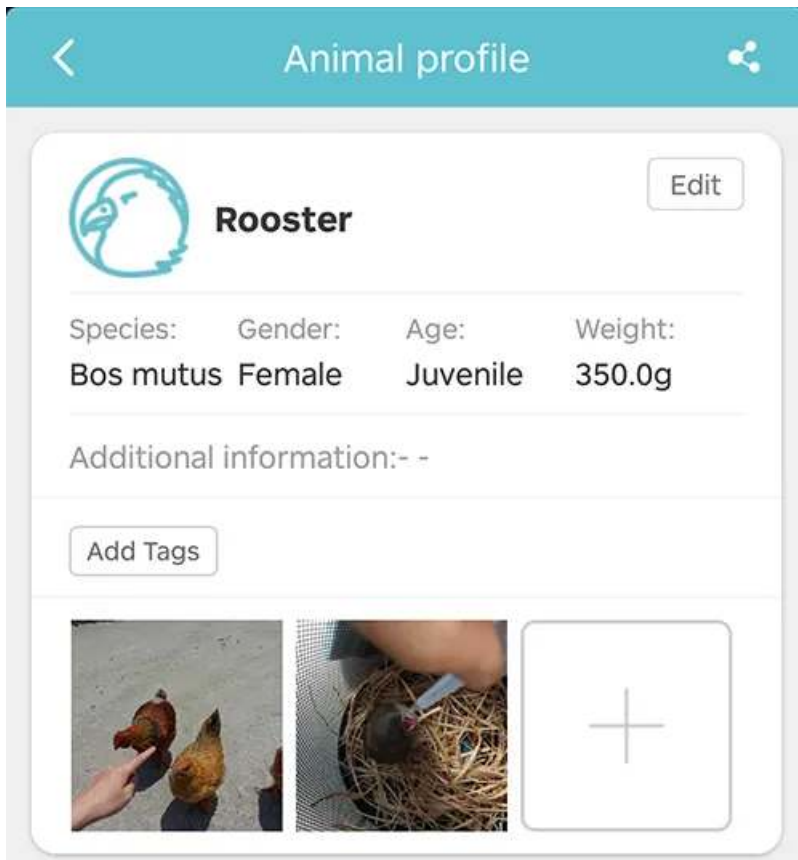 Animal profile
Rooster
Edit
Species: Gender: Age: Weight:
Bos mutus Female Juvenile 350.0g
Additional information:- -
Add Tags